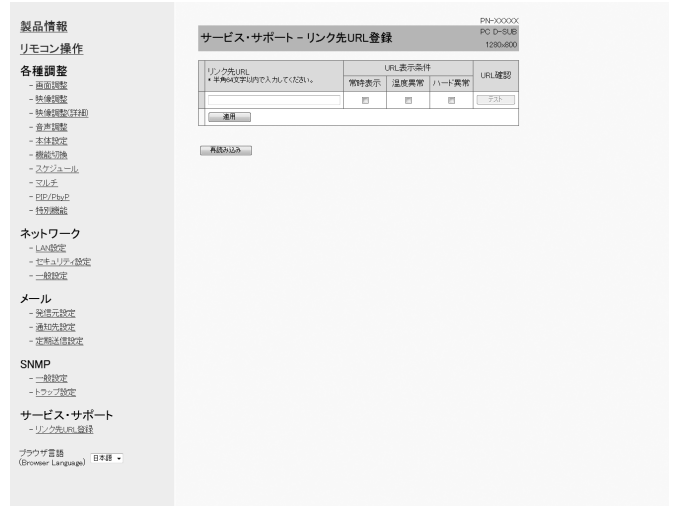 製品情報
リモコン操作
各種調整
- 画面調整
- 映像調整
- 映像調整(詳細)
- 音声調整
- 本体設定
- 機能切換
- スケジュール
- マルチ
- PIP/PbyP
- 特別機能
ネットワーク
- LAN設定
- セキュリティ設定
- 一般設定
メール
- 発信元設定
- 通知先設定
- 定期送信設定
SNMP
- 一般設定
- トラップ設定
サービス・サポート
- リンク先URL登録
ブラウザ言語
(Browser Language) 日本語
PN-XXXXX
サービス・サポート - リンク先URL登録
PC D-SUB
1280x800
リンク先URL
* 半角64文字以内で入力してください。
URL表示条件
常時表示 温度異常 ハード異常
URL確認
テスト
適用
再読み込み